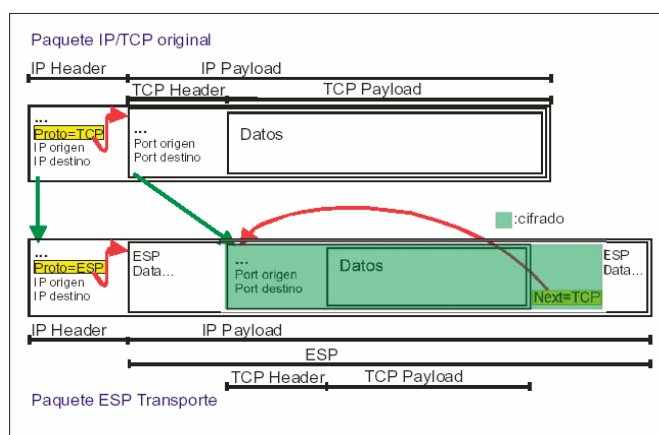 Paquete IP/TCP original
IP Header IP Payload
TCP Header TCP Payload
...
Proto=TCP
IP origen
IP destino
...
Port origen
Port destino
Datos
:cifrado
...
Proto=ESP
IP origen
IP destino
ESP
Data...
...
Port origen
Port destino
Datos
Next=TCP
ESP
Data...
IP Header IP Payload
ESP
TCP Header TCP Payload
Paquete ESP Transporte